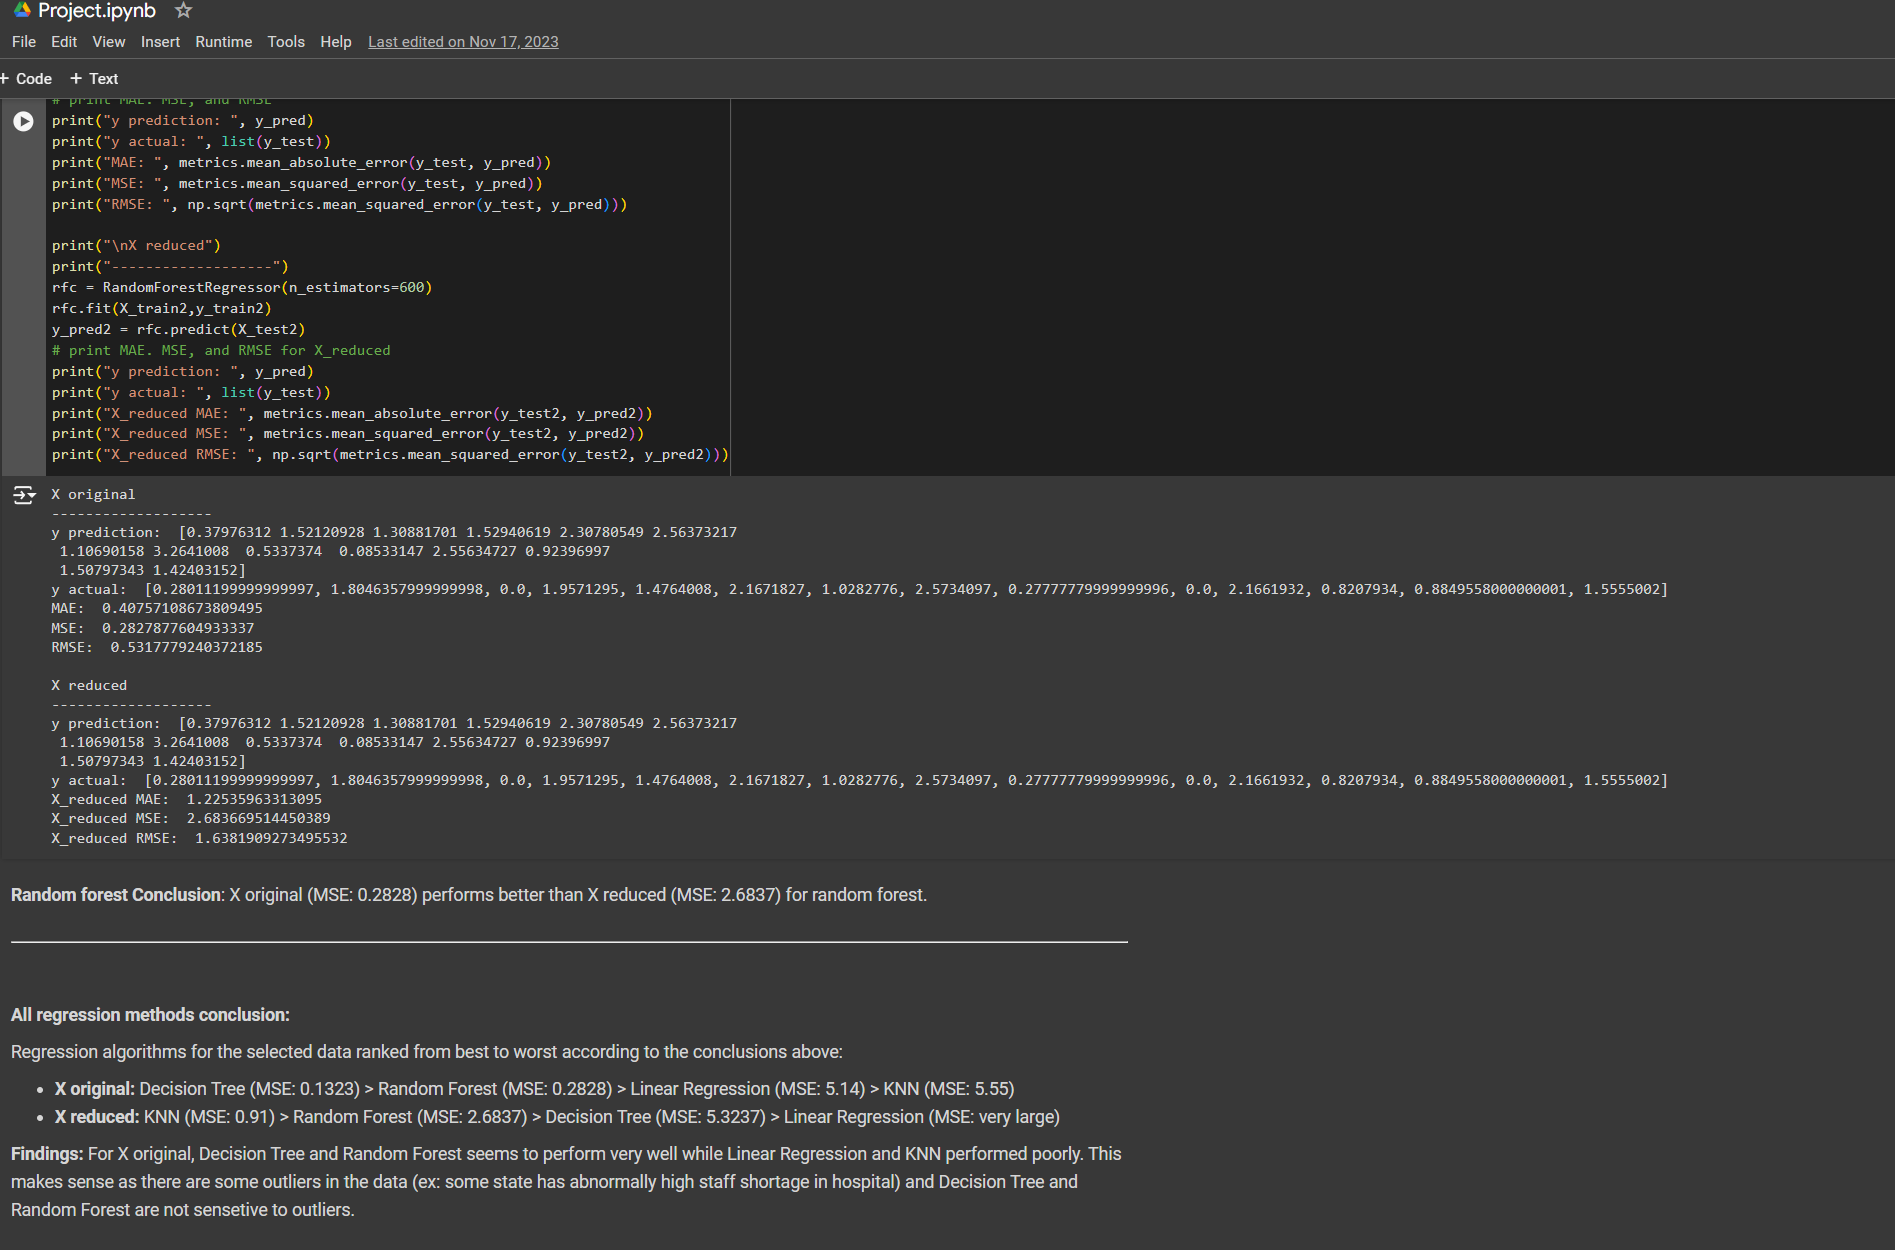 Project.ipynb
File Edit View Insert Runtime Tools Help Last edited on Nov 17, 2023
+ Code + Text
# print MAE. MSE, and RMSE
print("y prediction: ", y_pred)
print("y actual: ", list(y_test))
print("MAE: ", metrics.mean_absolute_error(y_test, y_pred))
print("MSE: ", metrics.mean_squared_error(y_test, y_pred))
print("RMSE: ", np.sqrt(metrics.mean_squared_error(y_test, y_pred)))
print("\nX reduced")
print("-------------------")
rfc = RandomForestRegressor(n_estimators=600)
rfc.fit(X_train2,y_train2)
y_pred2 = rfc.predict(X_test2)
# print MAE. MSE, and RMSE for X_reduced
print("y prediction: ", y_pred)
print("y actual: ", list(y_test))
print("X_reduced MAE: ", metrics.mean_absolute_error(y_test2, y_pred2))
print("X_reduced MSE: ", metrics.mean_squared_error(y_test2, y_pred2))
print("X_reduced RMSE: ", np.sqrt(metrics.mean_squared_error(y_test2, y_pred2)))
X original
-------------------
y prediction:  [0.37976312 1.52120928 1.30881701 1.52940619 2.30780549 2.56373217
 1.10690158 3.2641008  0.5337374  0.08533147 2.55634727 0.92396997
 1.50797343 1.42403152]
y actual:  [0.28011199999999997, 1.8046357999999998, 0.0, 1.9571295, 1.4764008, 2.1671827, 1.0282776, 2.5734097, 0.27777779999999996, 0.0, 2.1661932, 0.8207934, 0.8849558000000001, 1.5555002]
MAE:  0.40757108673809495
MSE:  0.2827877604933337
RMSE:  0.5317779240372185
X reduced
-------------------
y prediction:  [0.37976312 1.52120928 1.30881701 1.52940619 2.30780549 2.56373217
 1.10690158 3.2641008  0.5337374  0.08533147 2.55634727 0.92396997
 1.50797343 1.42403152]
y actual:  [0.28011199999999997, 1.8046357999999998, 0.0, 1.9571295, 1.4764008, 2.1671827, 1.0282776, 2.5734097, 0.27777779999999996, 0.0, 2.1661932, 0.8207934, 0.8849558000000001, 1.5555002]
X_reduced MAE:  1.22535963313095
X_reduced MSE:  2.683669514450389
X_reduced RMSE:  1.6381909273495532
Random forest Conclusion: X original (MSE: 0.2828) performs better than X reduced (MSE: 2.6837) for random forest.
All regression methods conclusion:
Regression algorithms for the selected data ranked from best to worst according to the conclusions above:
• X original: Decision Tree (MSE: 0.1323) > Random Forest (MSE: 0.2828) > Linear Regression (MSE: 5.14) > KNN (MSE: 5.55)
• X reduced: KNN (MSE: 0.91) > Random Forest (MSE: 2.6837) > Decision Tree (MSE: 5.3237) > Linear Regression (MSE: very large)
Findings: For X original, Decision Tree and Random Forest seems to perform very well while Linear Regression and KNN performed poorly. This
makes sense as there are some outliers in the data (ex: some state has abnormally high staff shortage in hospital) and Decision Tree and
Random Forest are not sensetive to outliers.